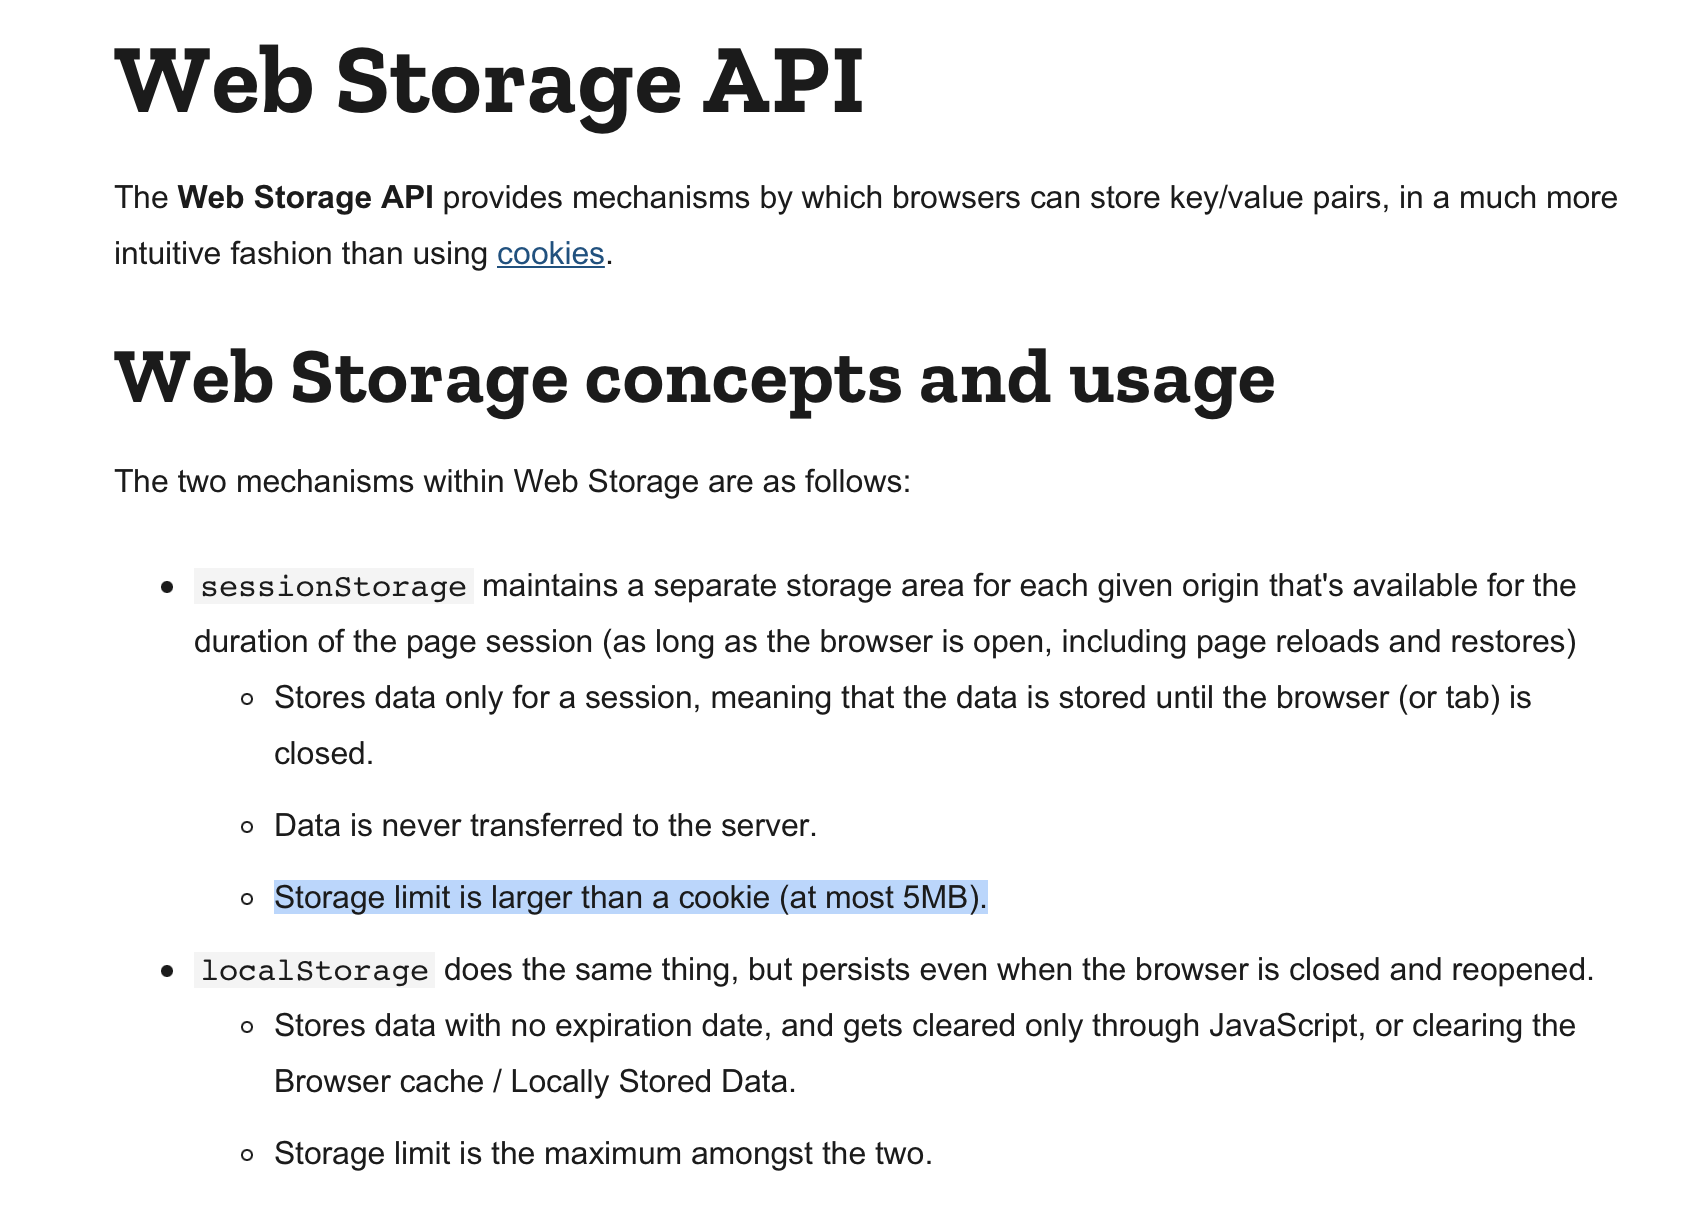 Web Storage API
The Web Storage API provides mechanisms by which browsers can store key/value pairs, in a much more
intuitive fashion than using cookies.
Web Storage concepts and usage
The two mechanisms within Web Storage are as follows:
sessionStorage maintains a separate storage area for each given origin that's available for the
duration of the page session (as long as the browser is open, including page reloads and restores)
Stores data only for a session, meaning that the data is stored until the browser (or tab) is
closed.
Data is never transferred to the server.
Storage limit is larger than a cookie (at most 5MB).
localStorage does the same thing, but persists even when the browser is closed and reopened.
Stores data with no expiration date, and gets cleared only through JavaScript, or clearing the
Browser cache / Locally Stored Data.
Storage limit is the maximum amongst the two.